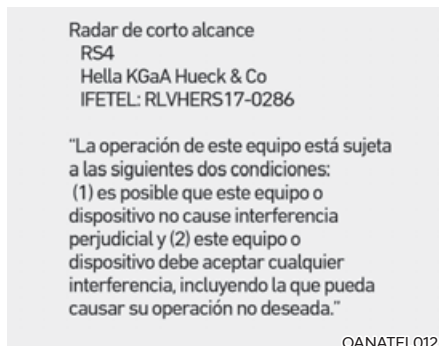 Radar de corto alcance
RS4
Hella KGaA Hueck & Co
IFETEL: RLVHERS17-0286
“La operación de este equipo está sujeta
a las siguientes dos condiciones:
(1) es posible que este equipo o
dispositivo no cause interferencia
perjudicial y (2) este equipo o
dispositivo debe aceptar cualquier
interferencia, incluyendo la que pueda
causar su operación no deseada.”
OANATEL012